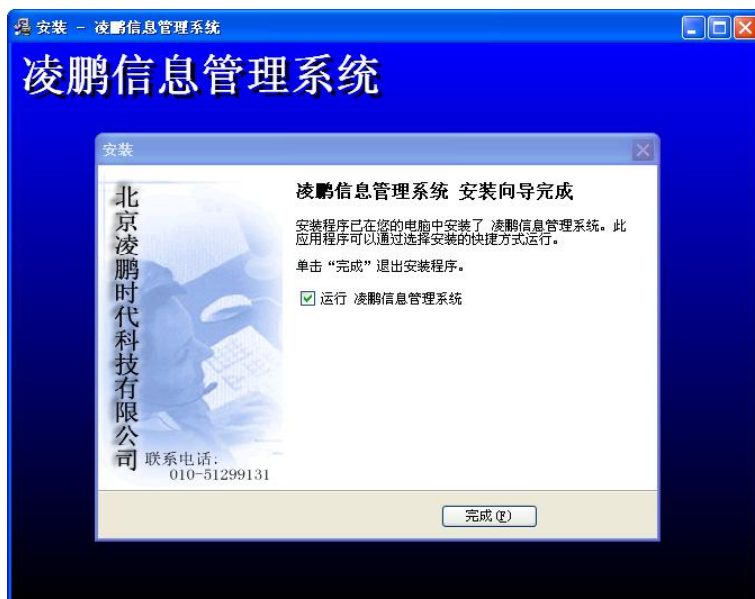 安装 - 凌鹏信息管理系统
凌鹏信息管理系统
安装
北京凌鹏时代科技有限公司
联系电话:
010-51299131
凌鹏信息管理系统 安装向导完成
安装程序已在您的电脑中安装了 凌鹏信息管理系统。此
应用程序可以通过选择安装的快捷方式运行。
单击“完成”退出安装程序。
运行 凌鹏信息管理系统
完成(F)